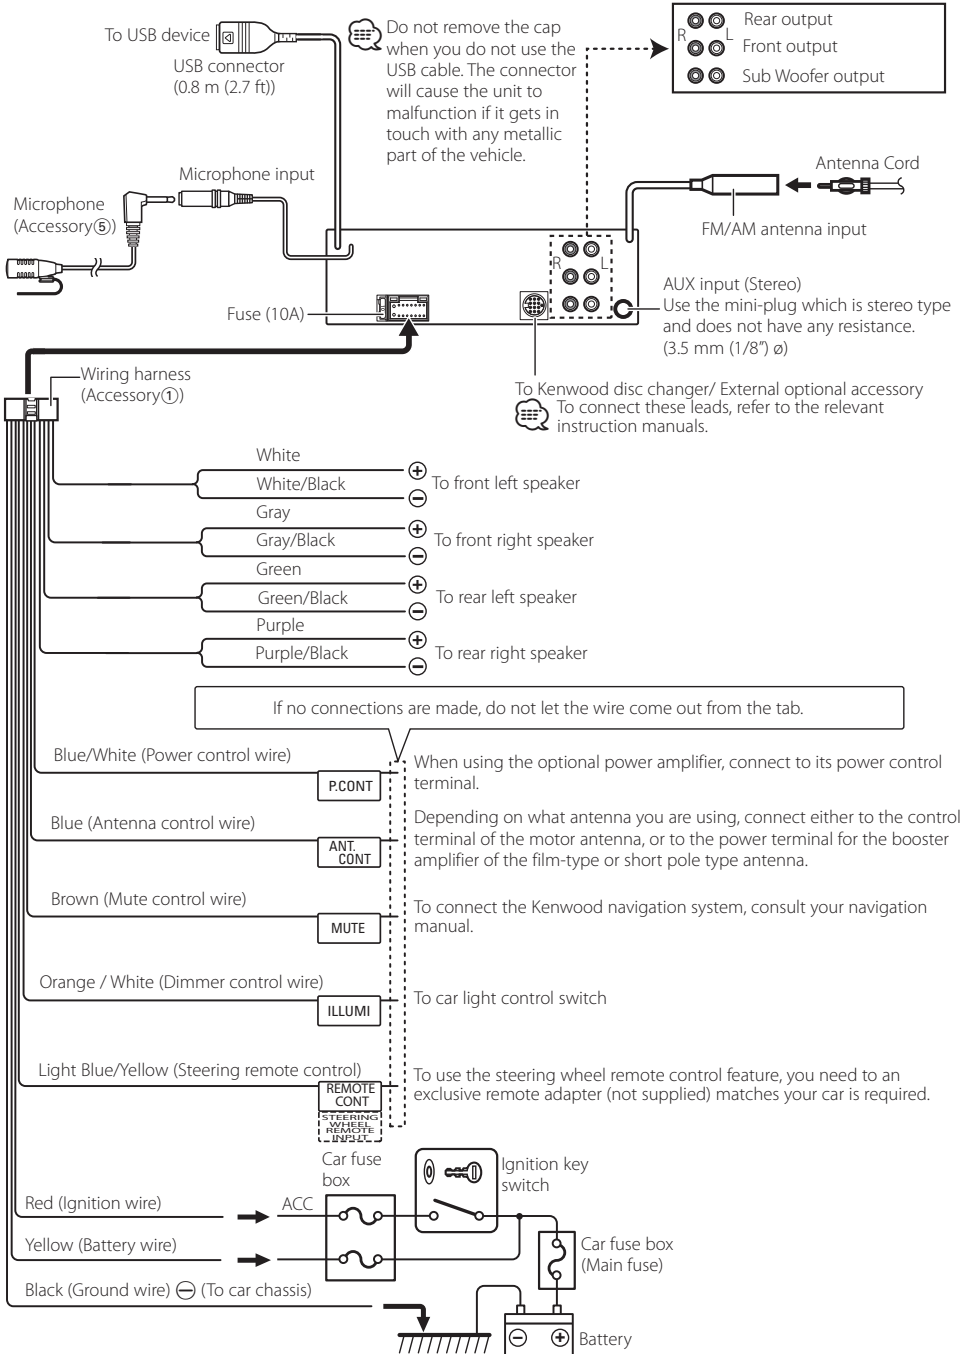 To USB device
USB connector
(0.8 m (2.7 ft))
Do not remove the cap
when you do not use the
USB cable. The connector
will cause the unit to
malfunction if it gets in
touch with any metallic
part of the vehicle.
R
L
Rear output
Front output
Sub Woofer output
Microphone input
Microphone
(Accessory⑤)
Antenna Cord
FM/AM antenna input
R
L
Fuse (10A)
AUX input (Stereo)
Use the mini-plug which is stereo type
and does not have any resistance.
(3.5 mm (1/8″) ø)
Wiring harness
(Accessory①)
To Kenwood disc changer/ External optional accessory
To connect these leads, refer to the relevant
instruction manuals.
White
White/Black
⊕
⊖
To front left speaker
Gray
Gray/Black
⊕
⊖
To front right speaker
Green
Green/Black
⊕
⊖
To rear left speaker
Purple
Purple/Black
⊕
⊖
To rear right speaker
If no connections are made, do not let the wire come out from the tab.
Blue/White (Power control wire)
P.CONT
When using the optional power amplifier, connect to its power control
terminal.
Blue (Antenna control wire)
ANT.
CONT
Depending on what antenna you are using, connect either to the control
terminal of the motor antenna, or to the power terminal for the booster
amplifier of the film-type or short pole type antenna.
Brown (Mute control wire)
MUTE
To connect the Kenwood navigation system, consult your navigation
manual.
Orange / White (Dimmer control wire)
ILLUMI
To car light control switch
Light Blue/Yellow (Steering remote control)
REMOTE
CONT
STEERING
WHEEL
REMOTE
INPUT
To use the steering wheel remote control feature, you need to an
exclusive remote adapter (not supplied) matches your car is required.
Car fuse
box
Ignition key
switch
Red (Ignition wire)
ACC
Yellow (Battery wire)
Car fuse box
(Main fuse)
Black (Ground wire) ⊖ (To car chassis)
⊖
⊕
Battery